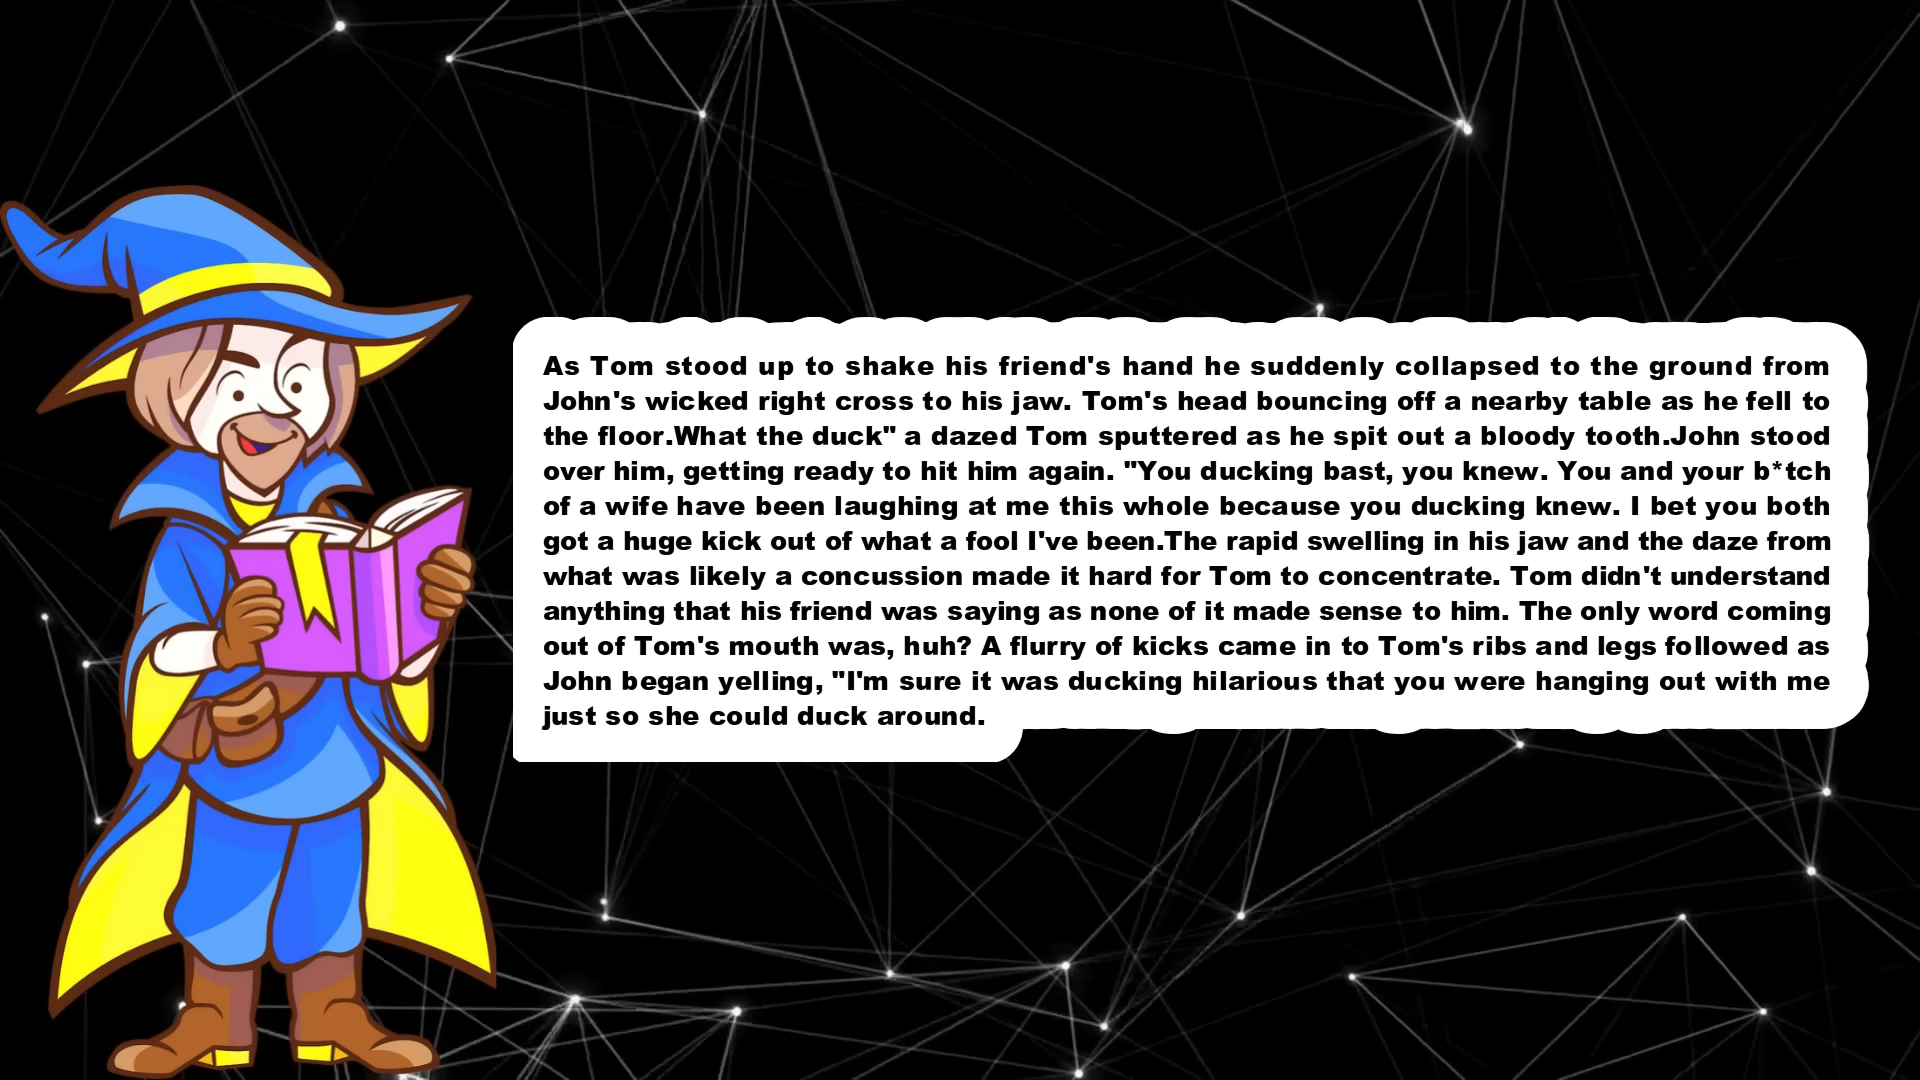 As Tom stood up to shake his friend's hand he suddenly collapsed to the ground from
John's wicked right cross to his jaw. Tom's head bouncing off a nearby table as he fell to
the floor.What the duck" a dazed Tom sputtered as he spit out a bloody tooth.John stood
over him, getting ready to hit him again. "You ducking bast, you knew. You and your b*tch
of a wife have been laughing at me this whole because you ducking knew. I bet you both
got a huge kick out of what a fool I've been.The rapid swelling in his jaw and the daze from
what was likely a concussion made it hard for Tom to concentrate. Tom didn't understand
anything that his friend was saying as none of it made sense to him. The only word coming
out of Tom's mouth was, huh? A flurry of kicks came in to Tom's ribs and legs followed as
John began yelling, "I'm sure it was ducking hilarious that you were hanging out with me
just so she could duck around.